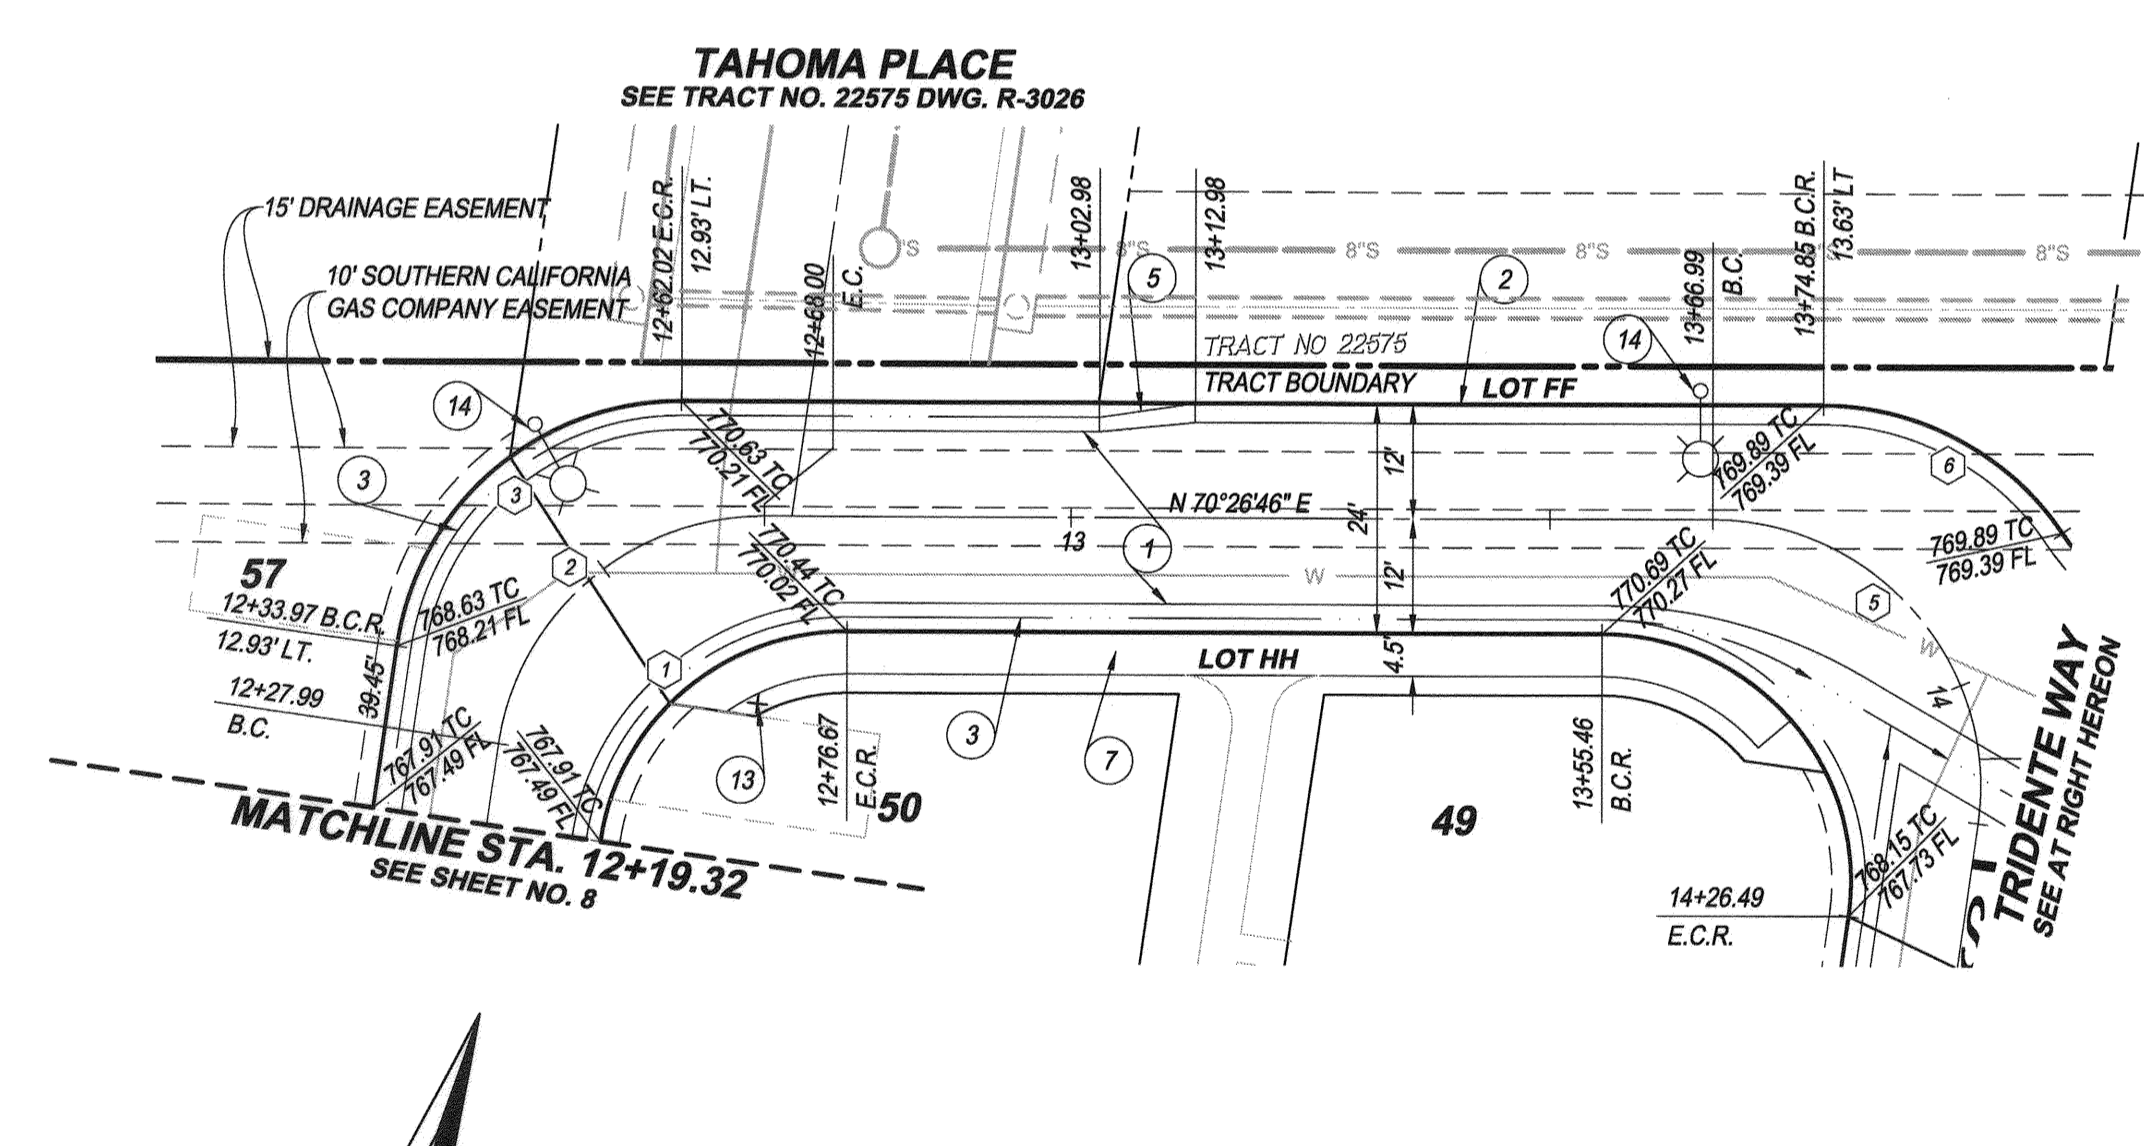 TAHOMA PLACE
SEE TRACT NO. 22575 DWG. R-3026
15' DRAINAGE EASEMENT
10' SOUTHERN CALIFORNIA
GAS COMPANY EASEMENT
12+62.02 E.C.R.
12.93' LT.
12+68.00
E.C.
13+02.98
13+12.98
13+66.99
B.C.
13+74.85 B.C.R.
13.63' LT
'S
8"S
8"S
8"S
8"S
5
2
14
TRACT NO 22575
TRACT BOUNDARY
LOT FF
14
3
3
2
1
770.63 TC
770.21 FL
770.44 TC
770.02 FL
N 70°26'46" E
13
1
24'
12'
12'
4.5'
W
769.89 TC
769.39 FL
6
769.89 TC
769.39 FL
770.69 TC
770.27 FL
5
W
14
57
12+33.97 B.C.R.
12.93' LT.
12+27.99
B.C.
39.45'
768.63 TC
768.21 FL
767.91 TC
767.49 FL
767.91 TC
767.49 FL
LOT HH
3
7
13
12+76.67
E.C.R.
50
49
13+55.46
B.C.R.
14+26.49
E.C.R.
768.15 TC
767.73 FL
TRIDENTE WAY
SEE AT RIGHT HEREON
MATCHLINE STA. 12+19.32
SEE SHEET NO. 8